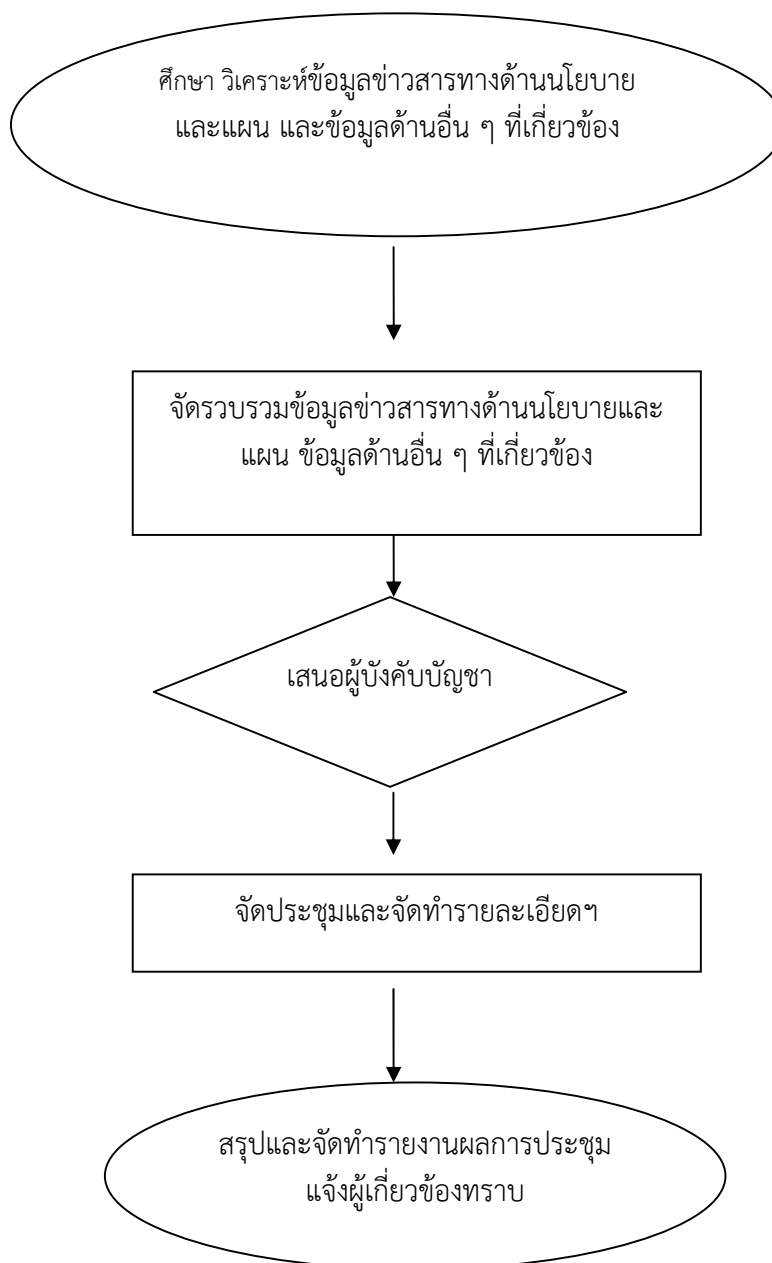 ศึกษา วิเคราะห์ข้อมูลข่าวสารทางด้านนโยบาย
และแผน และข้อมูลด้านอื่น ๆ ที่เกี่ยวข้อง
จัดรวบรวมข้อมูลข่าวสารทางด้านนโยบายและ
แผน ข้อมูลด้านอื่น ๆ ที่เกี่ยวข้อง
เสนอผู้บังคับบัญชา
จัดประชุมและจัดทำรายละเอียดฯ
สรุปและจัดทำรายงานผลการประชุม
แจ้งผู้เกี่ยวข้องทราบ